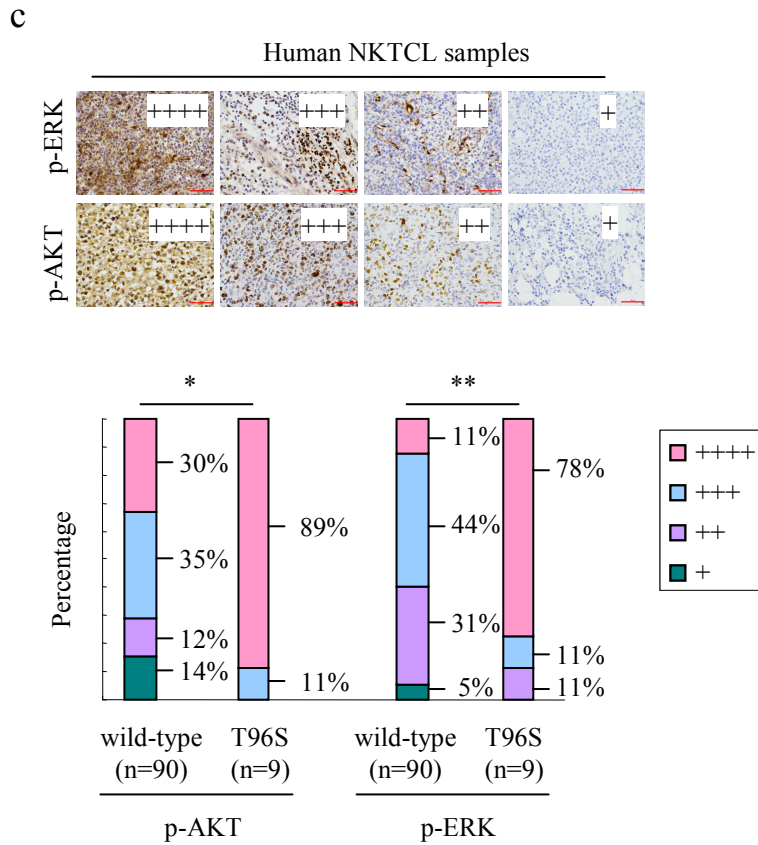 c
Human NKTCL samples
p-ERK
++++
+++
++
+
p-AKT
++++
+++
++
+
*
**
Percentage
30%
35%
12%
14%
89%
11%
11%
44%
31%
5%
78%
11%
11%
++++
+++
++
+
wild-type
(n=90)
T96S
(n=9)
wild-type
(n=90)
T96S
(n=9)
p-AKT
p-ERK